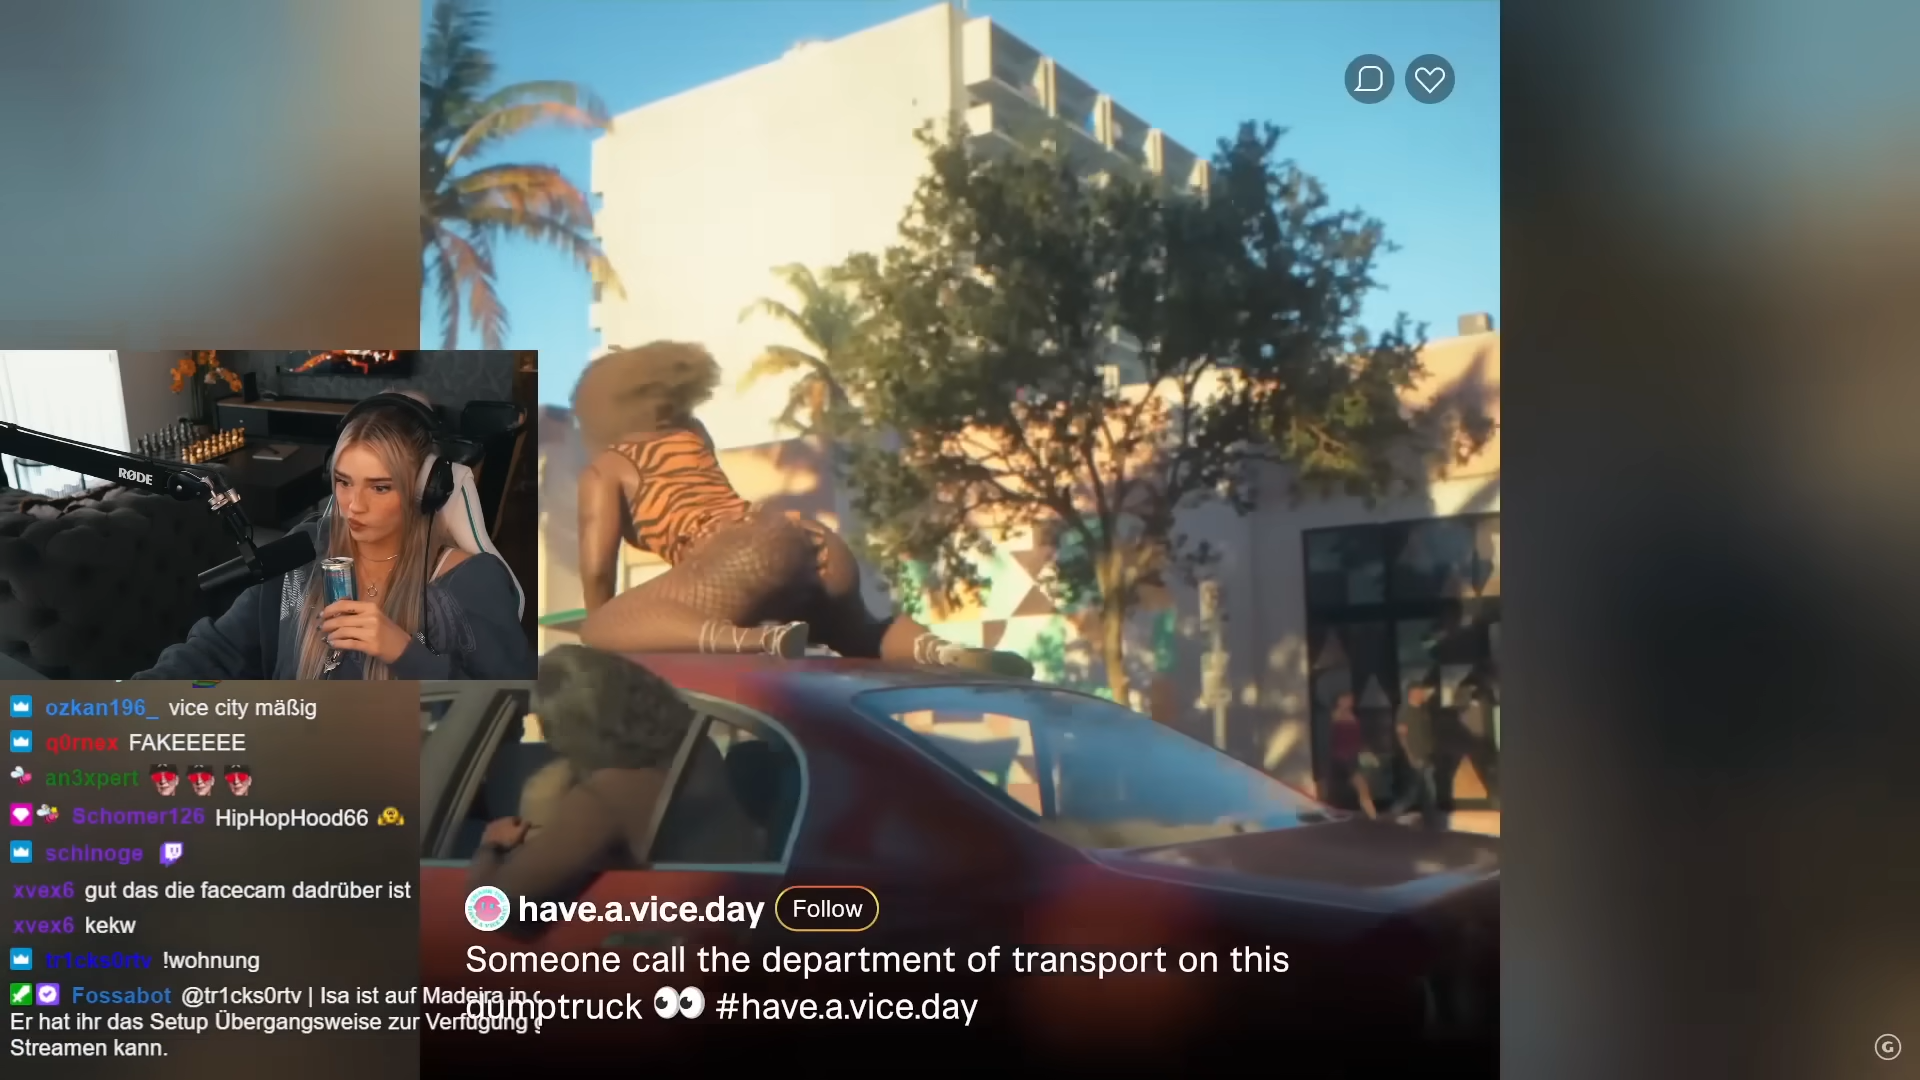 RØDE
ozkan196_ vice city mäßig
q0rnex FAKEEEEE
an3xpert
Schomer126 HipHopHood66
schinoge
xvex6 gut das die facecam dadrüber ist
xvex6 kekw
tr1cks0rtv !wohnung
Fossabot @tr1cks0rtv | Isa ist auf Madeira in
Er hat ihr das Setup Übergangsweise zur Verfügung
Streamen kann.
have.a.vice.day Follow
Someone call the department of transport on this
dumptruck 👀 #have.a.vice.day
G